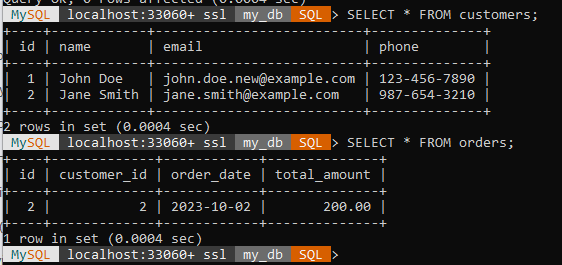 Query OK, 0 rows affected (0.0004 sec)
MySQL localhost:33060+ ssl my_db SQL > SELECT * FROM customers;
+----+------------+--------------------------+--------------+
| id | name       | email                    | phone        |
+----+------------+--------------------------+--------------+
|  1 | John Doe   | john.doe.new@example.com | 123-456-7890 |
|  2 | Jane Smith | jane.smith@example.com   | 987-654-3210 |
+----+------------+--------------------------+--------------+
2 rows in set (0.0004 sec)
MySQL localhost:33060+ ssl my_db SQL > SELECT * FROM orders;
+----+-------------+------------+--------------+
| id | customer_id | order_date | total_amount |
+----+-------------+------------+--------------+
|  2 |           2 | 2023-10-02 |       200.00 |
+----+-------------+------------+--------------+
1 row in set (0.0004 sec)
MySQL localhost:33060+ ssl my_db SQL >